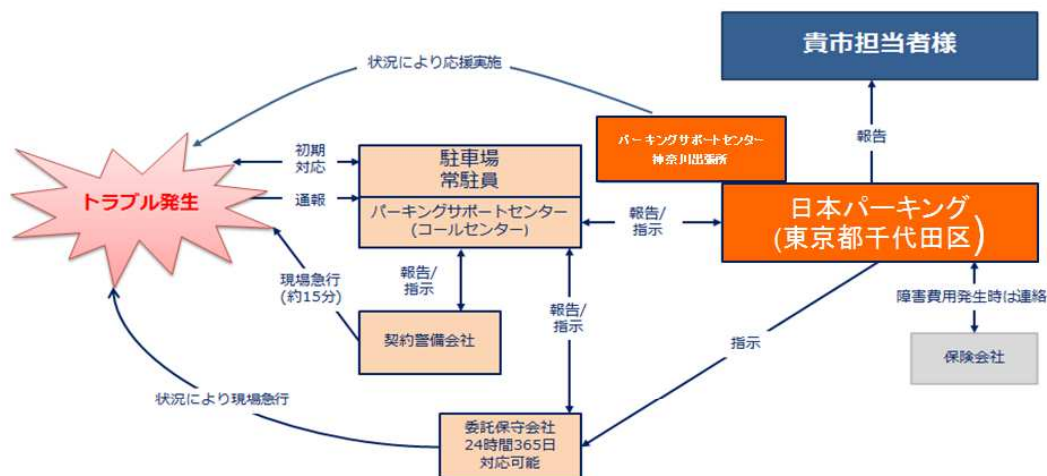 貴市担当者様
状況により応援実施
パーキングサポートセンター
神奈川出張所
報告
初期
対応
駐車場
常駐員
トラブル発生
通報
パーキングサポートセンター
(コールセンター)
報告/
指示
日本パーキング
(東京都千代田区)
現場急行
(約15分)
報告/
指示
報告/
指示
障害費用発生時は連絡
契約警備会社
指示
保険会社
状況により現場急行
委託保守会社
24時間365日
対応可能